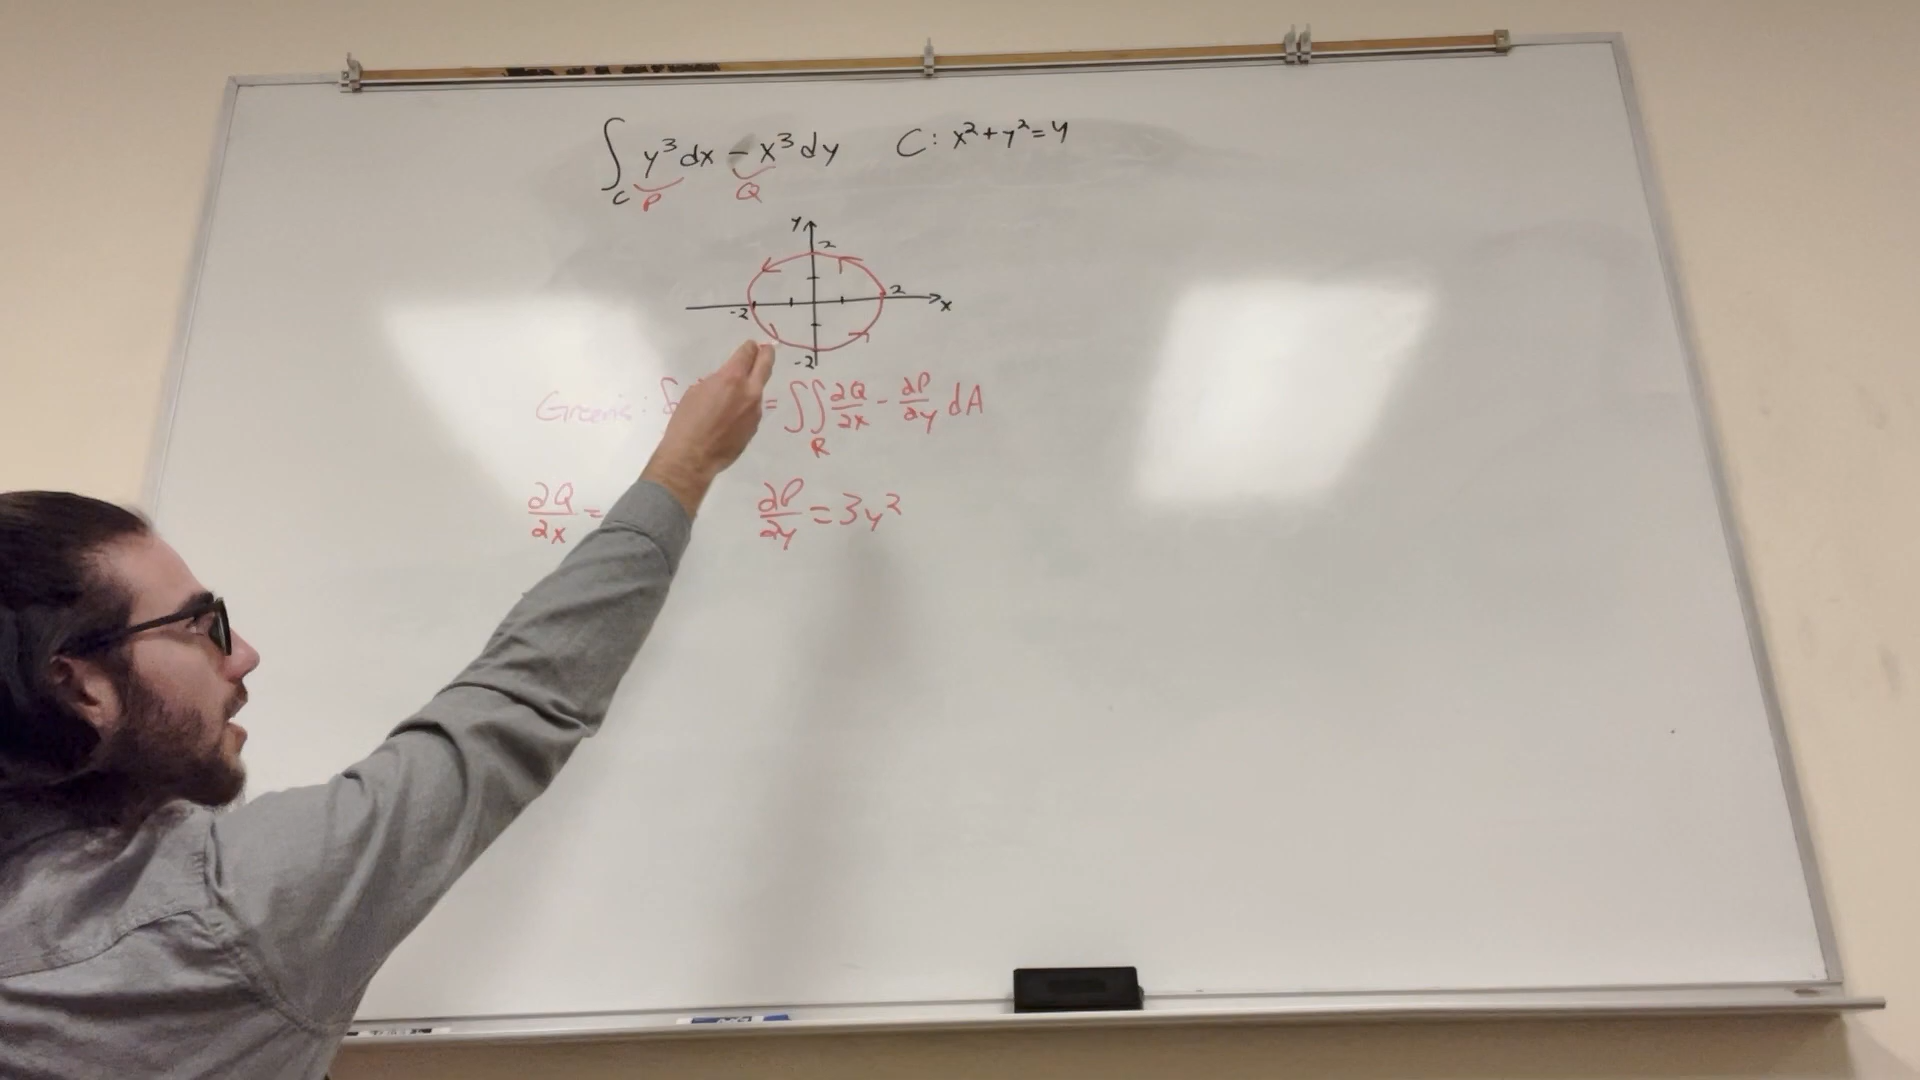 ∫_C y³dx - x³dy    C: x²+y²=4
P    Q
y
2
-2    2    x
-2
Green's: ∫ = ∫∫_R ∂Q/∂x - ∂P/∂y dA
∂Q/∂x =    ∂P/∂y = 3y²